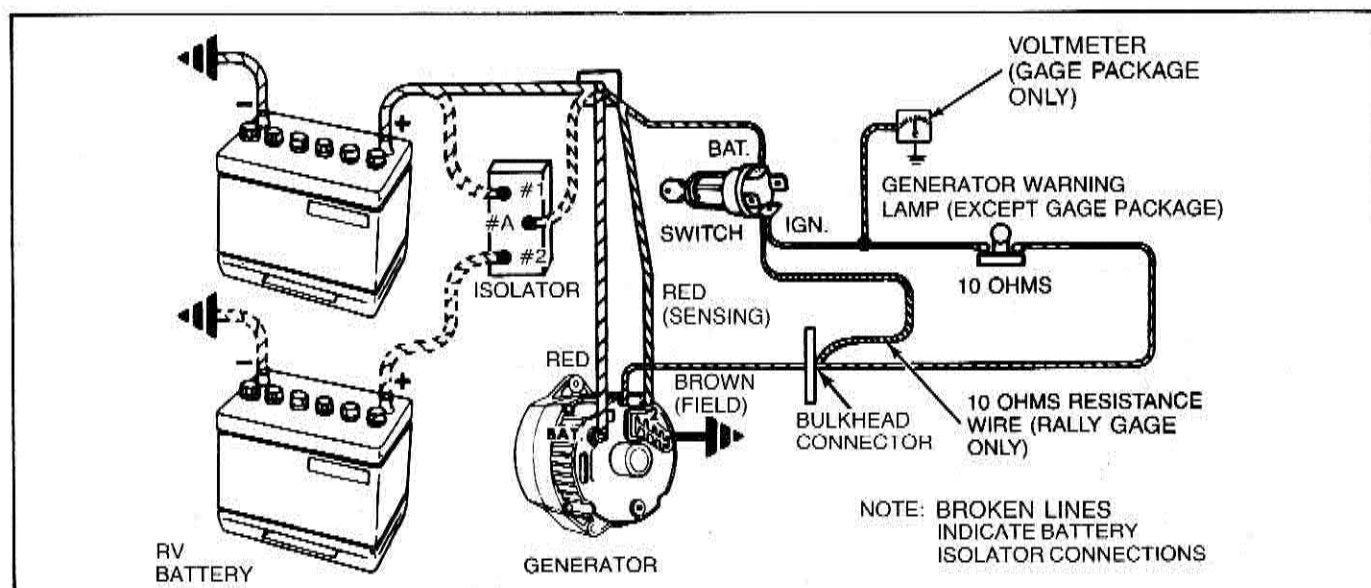 VOLTMETER
(GAGE PACKAGE
ONLY)
BAT.
GENERATOR WARNING
LAMP (EXCEPT GAGE PACKAGE)
#1
#A
#2
SWITCH
IGN.
ISOLATOR
10 OHMS
RED
(SENSING)
RED
BROWN
(FIELD)
BAT
BULKHEAD
CONNECTOR
10 OHMS RESISTANCE
WIRE (RALLY GAGE
ONLY)
NOTE: BROKEN LINES
INDICATE BATTERY
ISOLATOR CONNECTIONS
RV
BATTERY
GENERATOR